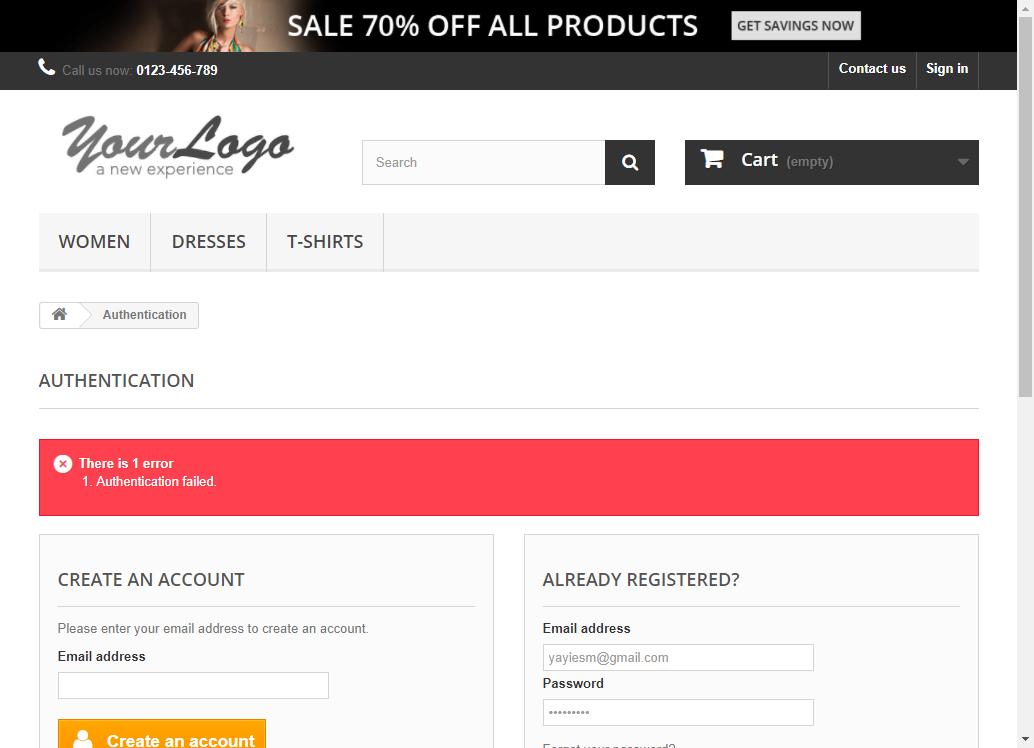 SALE 70% OFF ALL PRODUCTS GET SAVINGS NOW
Call us now: 0123-456-789 Contact us Sign in
YourLogo
a new experience
Search
Cart (empty)
WOMEN DRESSES T-SHIRTS
Authentication
AUTHENTICATION
There is 1 error
1. Authentication failed.
CREATE AN ACCOUNT
Please enter your email address to create an account.
Email address
Create an account
ALREADY REGISTERED?
Email address
yayiesm@gmail.com
Password
•••••••••
Forgot your password?